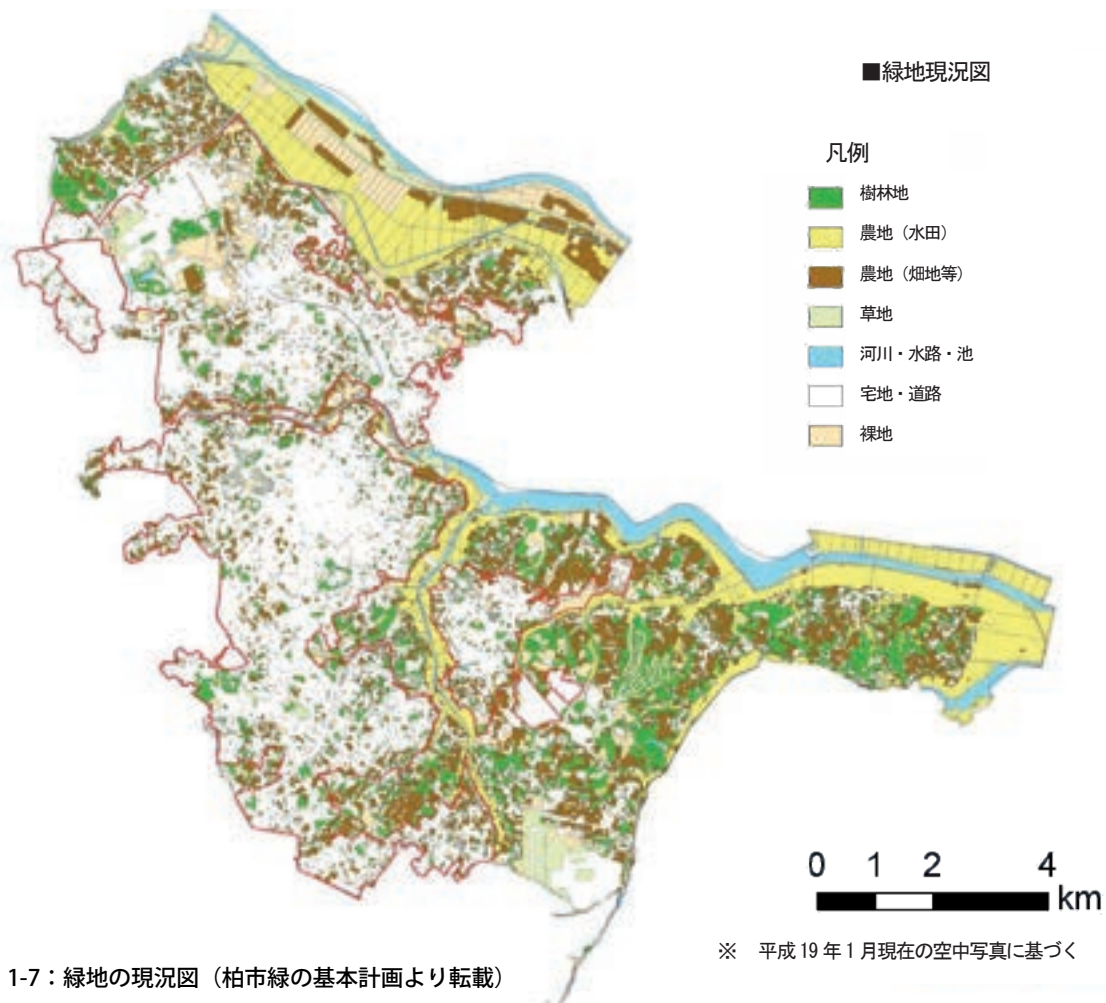 ■緑地現況図
凡例
樹林地
農地（水田）
農地（畑地等）
草地
河川・水路・池
宅地・道路
裸地
0 1 2 4
km
※ 平成19年1月現在の空中写真に基づく
1-7：緑地の現況図（柏市緑の基本計画より転載）